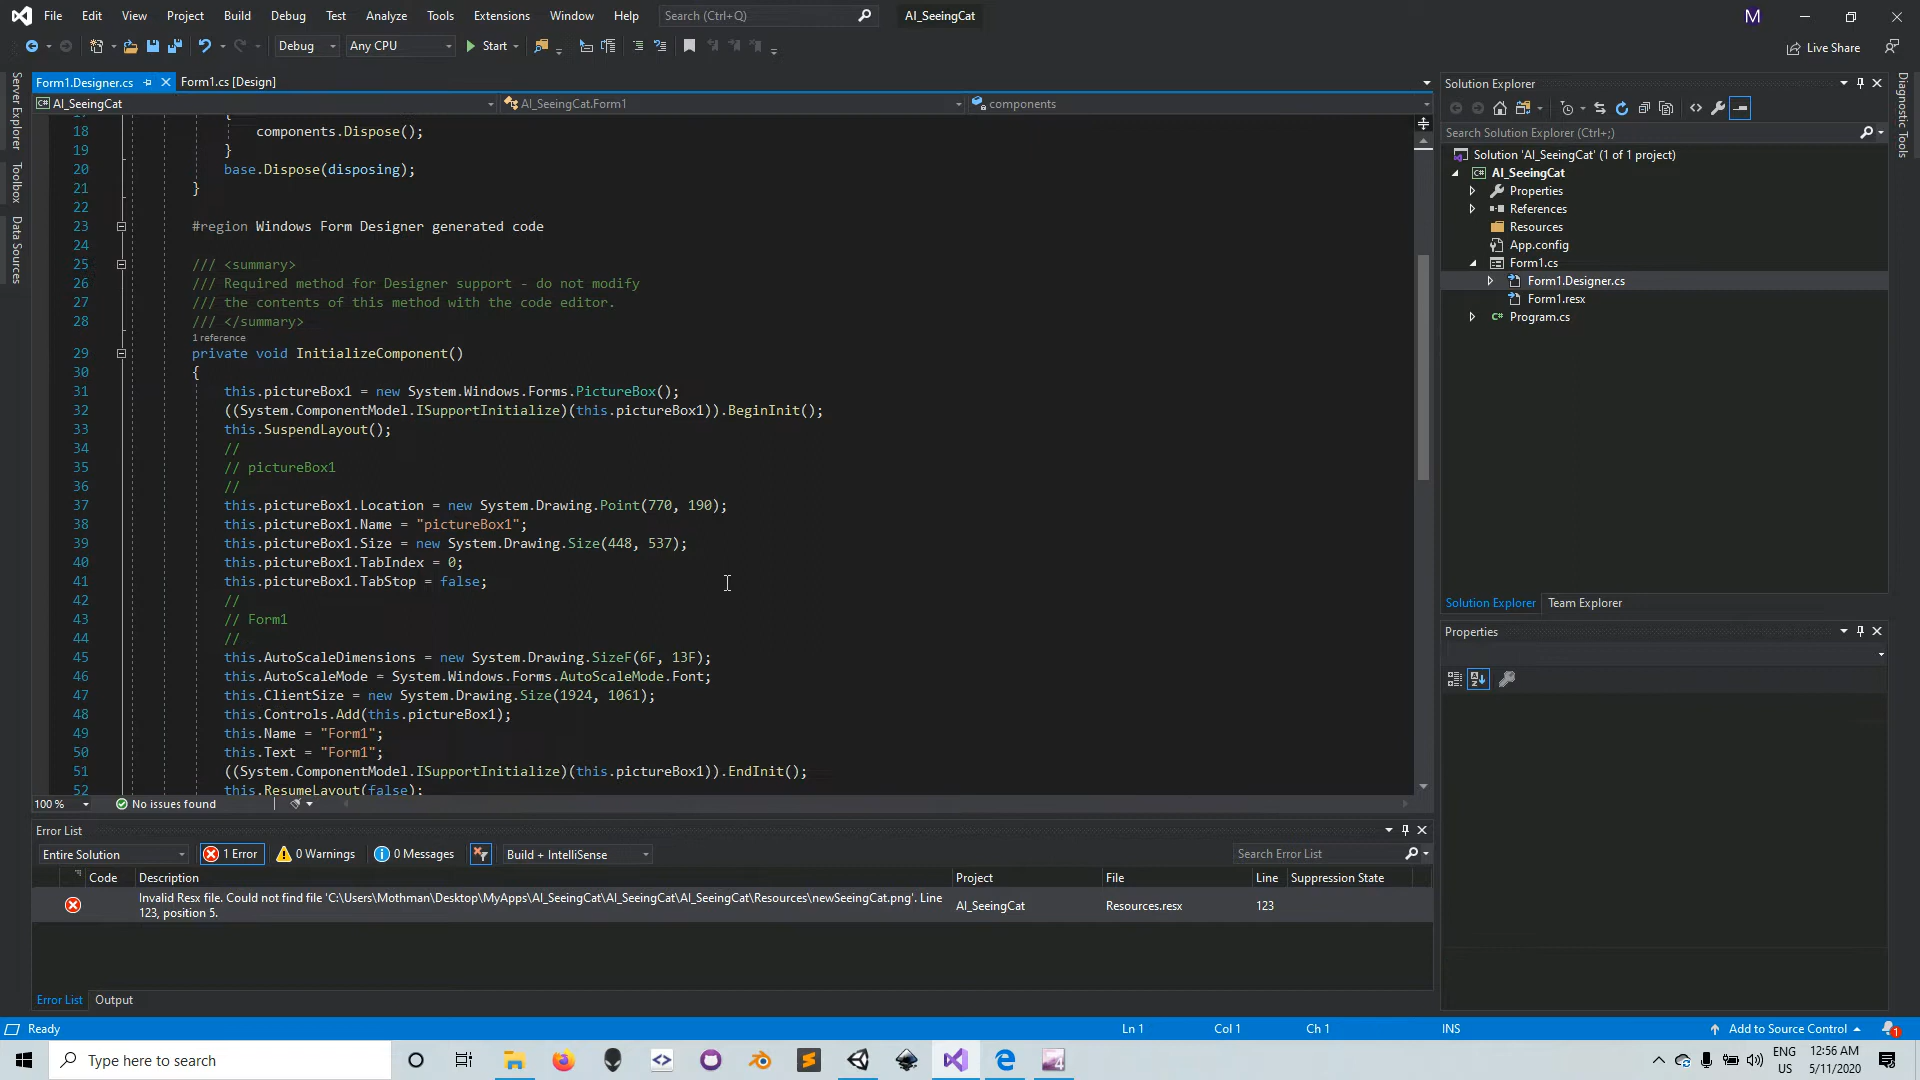 File Edit View Project Build Debug Test Analyze Tools Extensions Window Help Search (Ctrl+Q) AI_SeeingCat M
Debug Any CPU Start Live Share
Form1.Designer.cs Form1.cs [Design]
AI_SeeingCat AI_SeeingCat.Form1 components
Server Explorer
Toolbox
Data Sources
17 {
18 components.Dispose();
19 }
20 base.Dispose(disposing);
21 }
22
23 #region Windows Form Designer generated code
24
25 /// <summary>
26 /// Required method for Designer support - do not modify
27 /// the contents of this method with the code editor.
28 /// </summary>
1 reference
29 private void InitializeComponent()
30 {
31 this.pictureBox1 = new System.Windows.Forms.PictureBox();
32 ((System.ComponentModel.ISupportInitialize)(this.pictureBox1)).BeginInit();
33 this.SuspendLayout();
34 //
35 // pictureBox1
36 //
37 this.pictureBox1.Location = new System.Drawing.Point(770, 190);
38 this.pictureBox1.Name = "pictureBox1";
39 this.pictureBox1.Size = new System.Drawing.Size(448, 537);
40 this.pictureBox1.TabIndex = 0;
41 this.pictureBox1.TabStop = false;
42 //
43 // Form1
44 //
45 this.AutoScaleDimensions = new System.Drawing.SizeF(6F, 13F);
46 this.AutoScaleMode = System.Windows.Forms.AutoScaleMode.Font;
47 this.ClientSize = new System.Drawing.Size(1924, 1061);
48 this.Controls.Add(this.pictureBox1);
49 this.Name = "Form1";
50 this.Text = "Form1";
51 ((System.ComponentModel.ISupportInitialize)(this.pictureBox1)).EndInit();
52 this.ResumeLayout(false);
100 % No issues found
Solution Explorer
Search Solution Explorer (Ctrl+;)
Solution 'AI_SeeingCat' (1 of 1 project)
AI_SeeingCat
Properties
References
Resources
App.config
Form1.cs
Form1.Designer.cs
Form1.resx
Program.cs
Solution Explorer Team Explorer
Properties
Diagnostic Tools
Error List
Entire Solution 1 Error 0 Warnings 0 Messages Build + IntelliSense Search Error List
Code Description Project File Line Suppression State
Invalid Resx file. Could not find file 'C:\Users\Mothman\Desktop\MyApps\AI_SeeingCat\AI_SeeingCat\AI_SeeingCat\Resources\newSeeingCat.png'. Line
123, position 5. AI_SeeingCat Resources.resx 123
Error List Output
Ready Ln 1 Col 1 Ch 1 INS Add to Source Control 1
Type here to search ENG 12:56 AM
US 5/11/2020